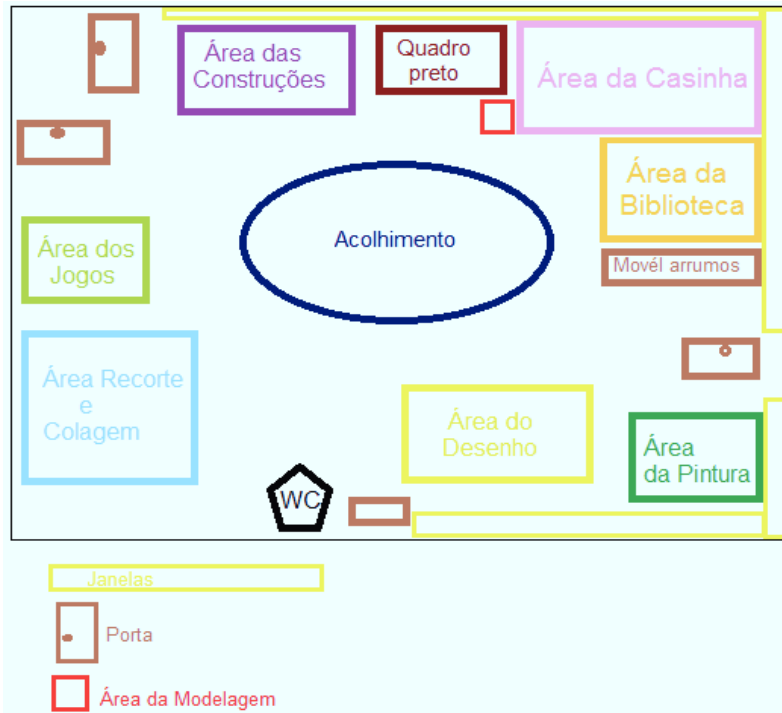 Área das
Construções
Quadro
preto
Área da Casinha
Área da
Biblioteca
Acolhimento
Movél arrumos
Área dos
Jogos
Área Recorte
e
Colagem
Área do
Desenho
Área
da Pintura
WC
Janelas
Porta
Área da Modelagem